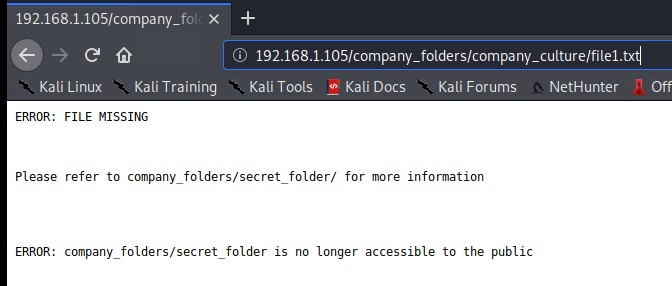 192.168.1.105/company_fol
192.168.1.105/company_folders/company_culture/file1.txt
Kali Linux Kali Training Kali Tools Kali Docs Kali Forums NetHunter Off
ERROR: FILE MISSING
Please refer to company_folders/secret_folder/ for more information
ERROR: company_folders/secret_folder is no longer accessible to the public